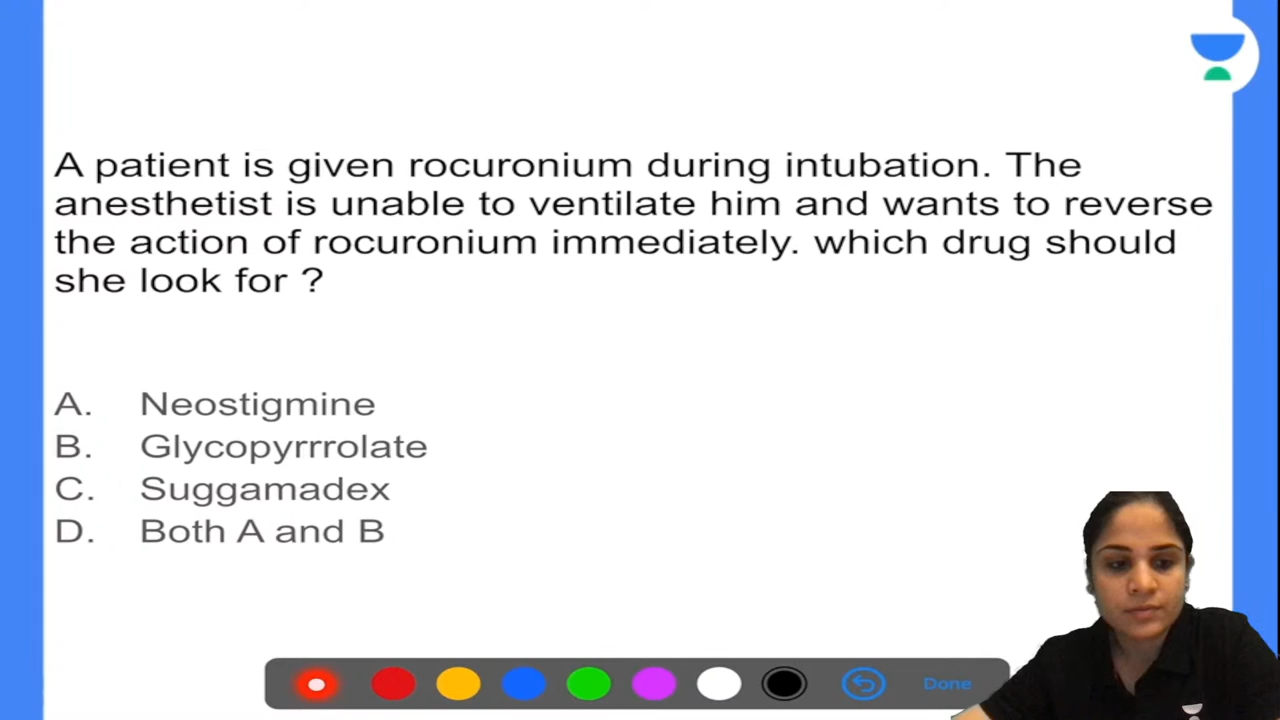 A patient is given rocuronium during intubation. The
anesthetist is unable to ventilate him and wants to reverse
the action of rocuronium immediately. which drug should
she look for ?
A. Neostigmine
B. Glycopyrrrolate
C. Suggamadex
D. Both A and B
Done